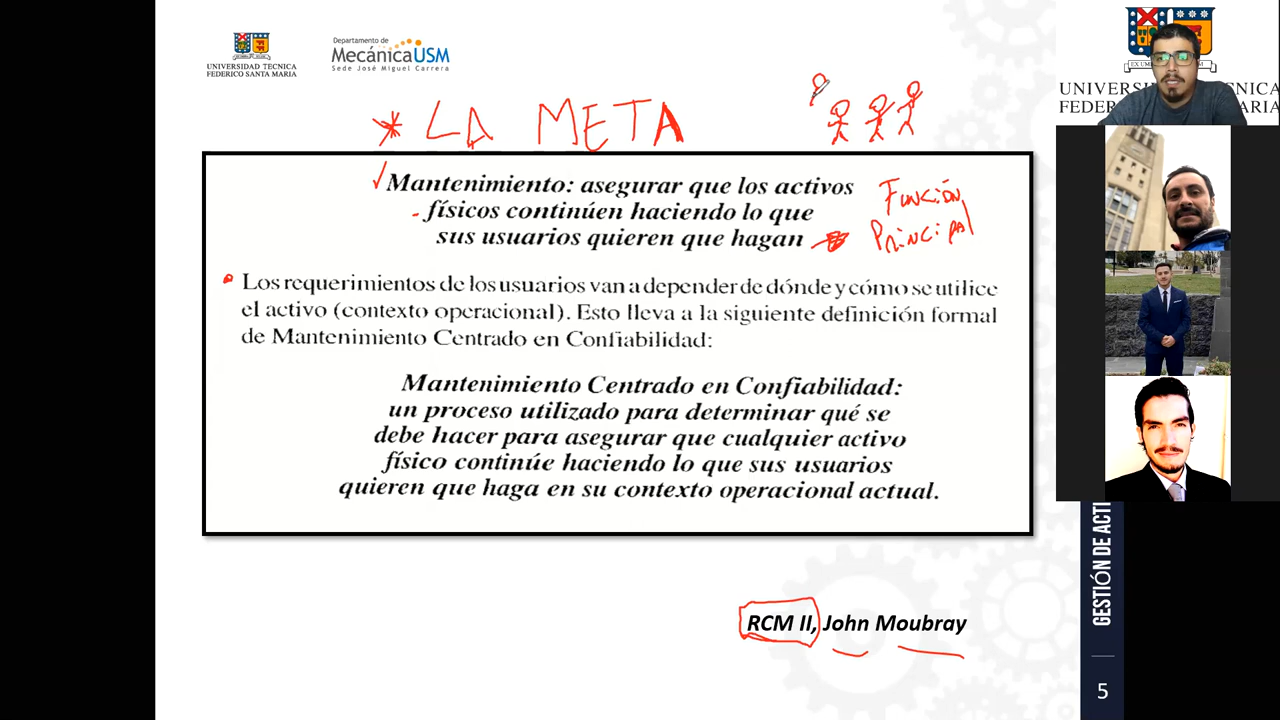 UNIVERSIDAD TECNICA
FEDERICO SANTA MARIA
Departamento de
MecánicaUSM
Sede José Miguel Carrera
* LA META
Mantenimiento: asegurar que los activos
físicos continúen haciendo lo que
sus usuarios quieren que hagan
FUNCIÓN
PRINCIPAL
Los requerimientos de los usuarios van a depender de dónde y cómo se utilice
el activo (contexto operacional). Esto lleva a la siguiente definición formal
de Mantenimiento Centrado en Confiabilidad:
Mantenimiento Centrado en Confiabilidad:
un proceso utilizado para determinar qué se
debe hacer para asegurar que cualquier activo
físico continúe haciendo lo que sus usuarios
quieren que haga en su contexto operacional actual.
RCM II, John Moubray
GESTIÓN DE ACTI
5
UNIVERS
CNICA
FEDER
MARIA